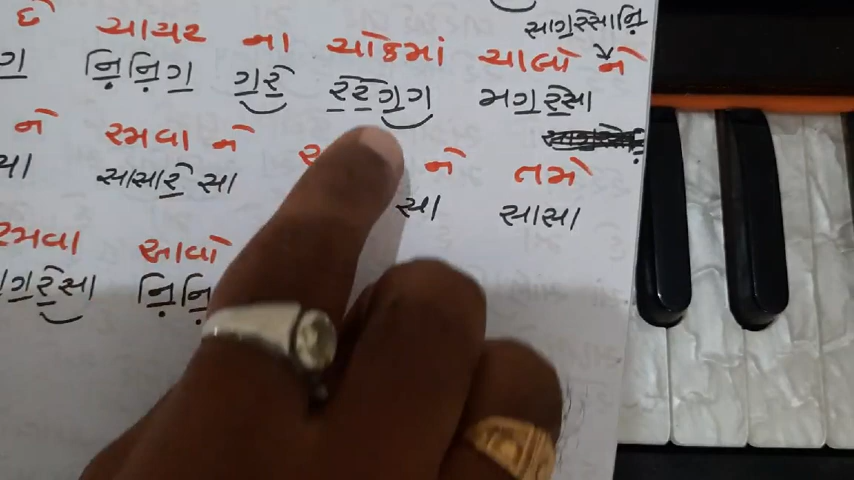 સાગરેસાનિ
છે ચાચર ના ચોકમાં ચાલો ને
ગ નિનિગ ગરે રેરેગગ મગરેસા
ને રમવા ને ને તમે
સાસારે સા સા સાસા
રમવા આવો
ગરેસા નિનિ